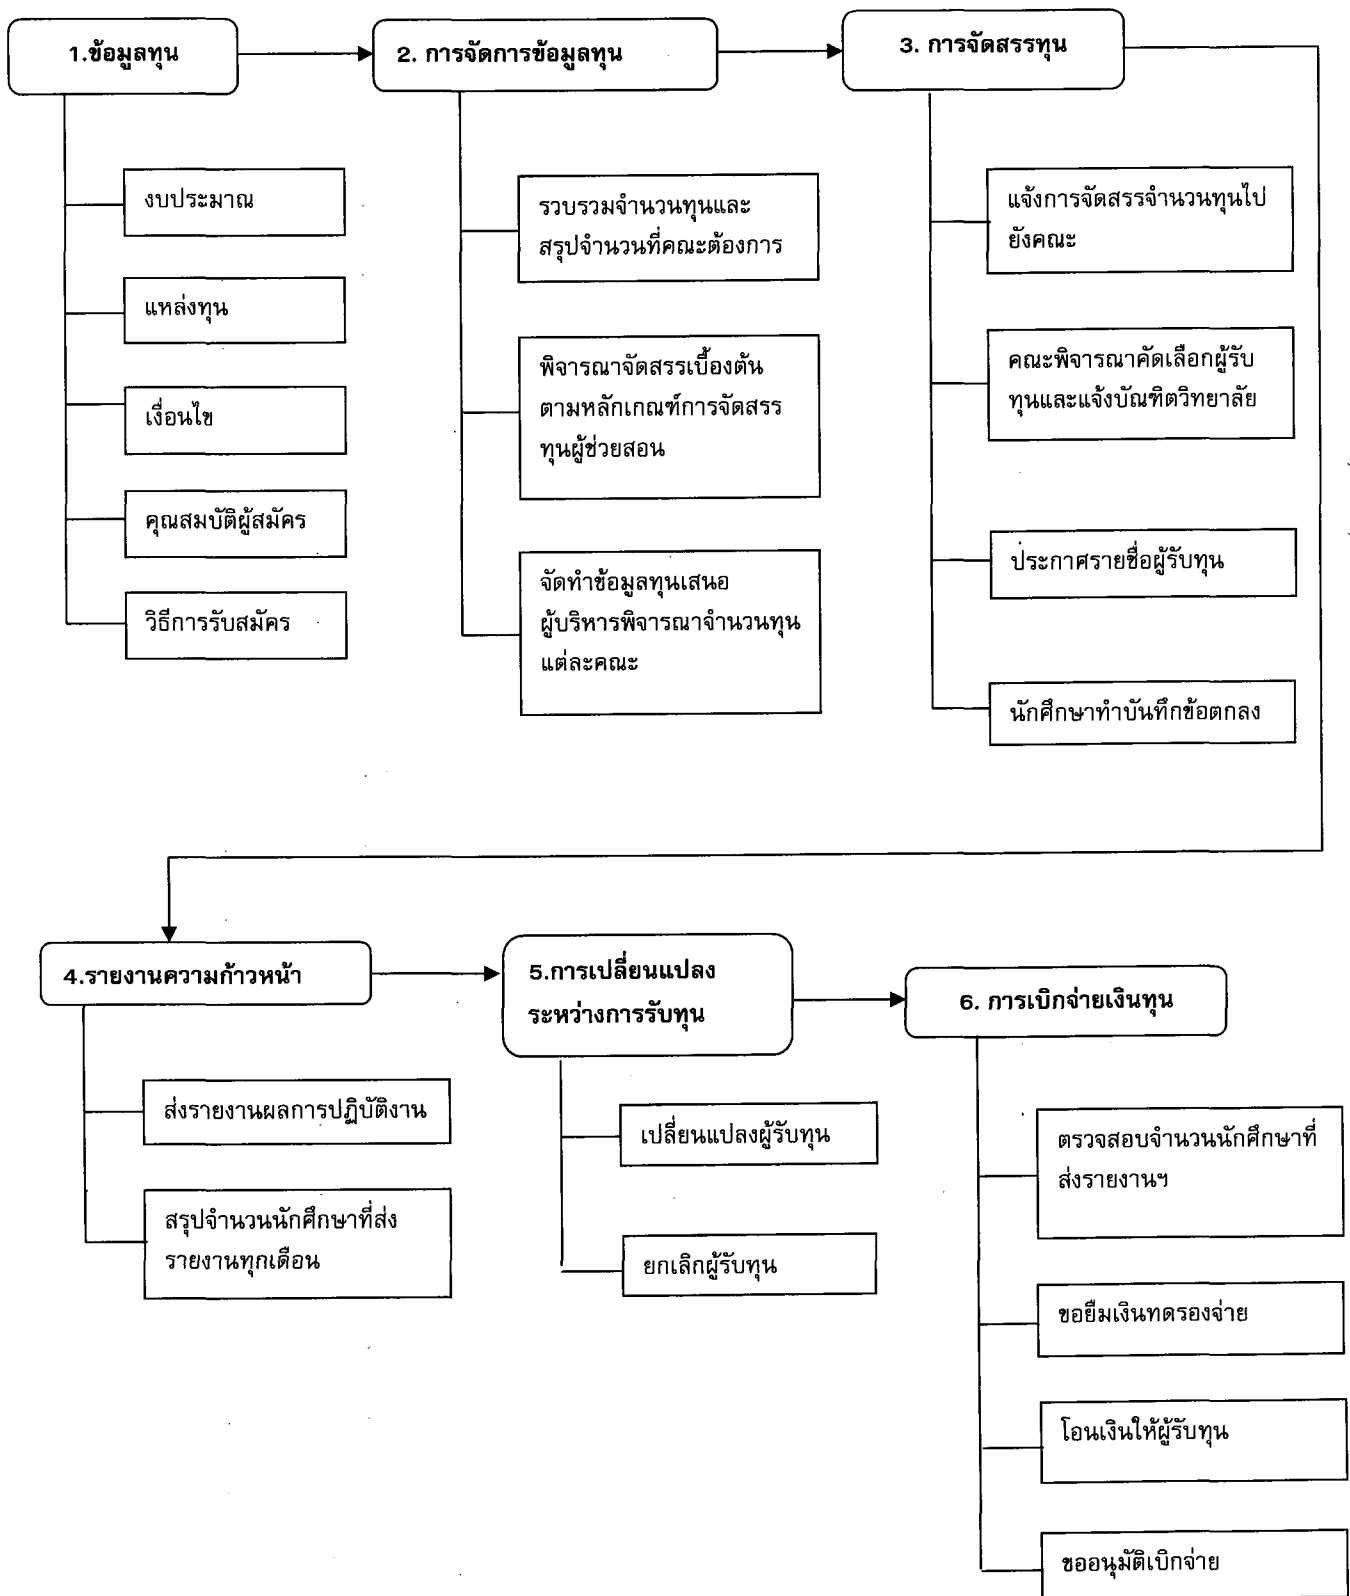 1.ข้อมูลทุน
งบประมาณ
แหล่งทุน
เงื่อนไข
คุณสมบัติผู้สมัคร
วิธีการรับสมัคร
2. การจัดการข้อมูลทุน
รวบรวมจำนวนทุนและ
สรุปจำนวนที่คณะต้องการ
พิจารณาจัดสรรเบื้องต้น
ตามหลักเกณฑ์การจัดสรร
ทุนผู้ช่วยสอน
จัดทำข้อมูลทุนเสนอ
ผู้บริหารพิจารณาจำนวนทุน
แต่ละคณะ
3. การจัดสรรทุน
แจ้งการจัดสรรจำนวนทุนไป
ยังคณะ
คณะพิจารณาคัดเลือกผู้รับ
ทุนและแจ้งบัณฑิตวิทยาลัย
ประกาศรายชื่อผู้รับทุน
นักศึกษาทำบันทึกข้อตกลง
4.รายงานความก้าวหน้า
ส่งรายงานผลการปฏิบัติงาน
สรุปจำนวนนักศึกษาที่ส่ง
รายงานทุกเดือน
5.การเปลี่ยนแปลง
ระหว่างการรับทุน
เปลี่ยนแปลงผู้รับทุน
ยกเลิกผู้รับทุน
6. การเบิกจ่ายเงินทุน
ตรวจสอบจำนวนนักศึกษาที่
ส่งรายงานฯ
ขอยืมเงินทดรองจ่าย
โอนเงินให้ผู้รับทุน
ขออนุมัติเบิกจ่าย